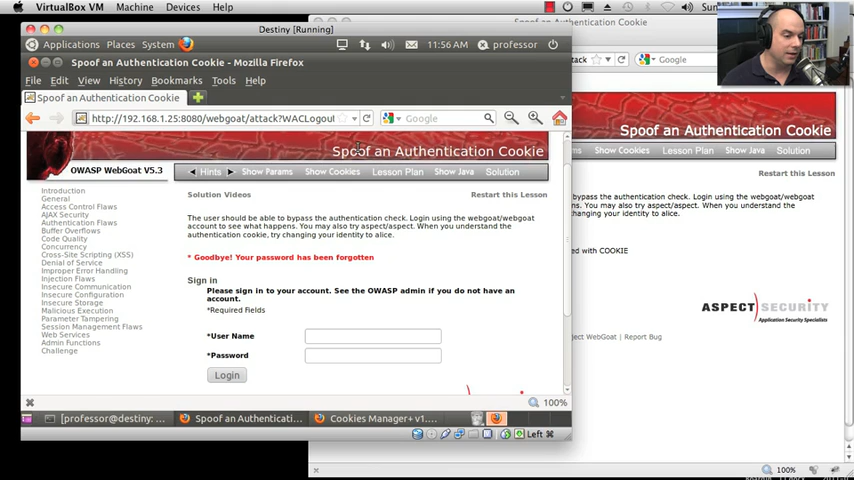 VirtualBox VM Machine Devices Help
Destiny [Running]
Applications Places System 11:56 AM professor
Spoof an Authentication Cookie - Mozilla Firefox
File Edit View History Bookmarks Tools Help
Spoof an Authentication Cookie
http://192.168.1.25:8080/webgoat/attack?WACLogout
Google
Google
Spoof an Authentication Cookie
Spoof an Authentication Cookie
OWASP WebGoat V5.3
Hints Show Params Show Cookies Lesson Plan Show Java Solution
Show Cookies Lesson Plan Show Java Solution
Solution Videos Restart this Lesson
Restart this Lesson
Introduction
General
Access Control Flaws
AJAX Security
Authentication Flaws
Buffer Overflows
Code Quality
Concurrency
Cross-Site Scripting (XSS)
Denial of Service
Improper Error Handling
Injection Flaws
Insecure Communication
Insecure Configuration
Insecure Storage
Malicious Execution
Parameter Tampering
Session Management Flaws
Web Services
Admin Functions
Challenge
The user should be able to bypass the authentication check. Login using the webgoat/webgoat
account to see what happens. You may also try aspect/aspect. When you understand the
authentication cookie, try changing your identity to alice.
* Goodbye! Your password has been forgotten
Sign in
Please sign in to your account. See the OWASP admin if you do not have an
account.
*Required Fields
*User Name
*Password
Login
pass the authentication check. Login using the webgoat/webgoat
may also try aspect/aspect. When you understand the
changing your identity to alice.
ed with COOKIE
ASPECT SECURITY
Application Security Specialists
ject WebGoat | Report Bug
100%
[professor@destiny: ... Spoof an Authenticati... Cookies Manager+ v1....
Left ⌘
100%